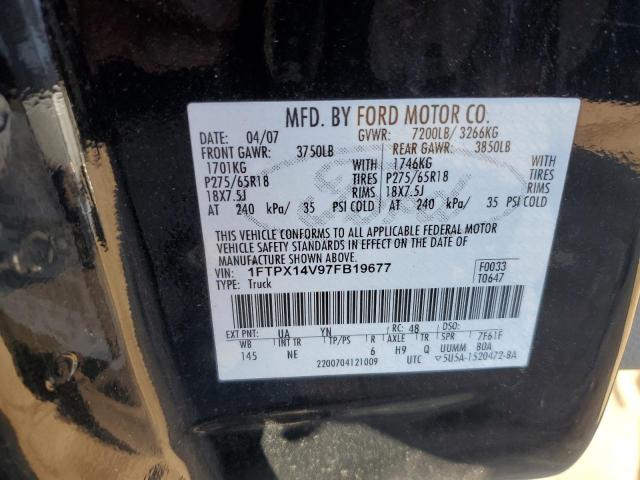 MFD. BY FORD MOTOR CO.
DATE: 04/07 GVWR: 7200LB/ 3266KG
FRONT GAWR: 3750LB REAR GAWR: 3850LB
1701KG WITH 1746KG WITH
P275/65R18 TIRES P275/65R18 TIRES
18X7.5J RIMS 18X7.5J RIMS
AT 240 kPa/ 35 PSI COLD AT 240 kPa/ 35 PSI COLD
THIS VEHICLE CONFORMS TO ALL APPLICABLE FEDERAL MOTOR
VEHICLE SAFETY STANDARDS IN EFFECT ON THE DATE OF
MANUFACTURE SHOWN ABOVE.
VIN: 1FTPX14V97FB19677 F0033
TYPE: Truck T0647
EXT PNT: UA YN RC: 48 DSO:
WB INT TR TP/PS R AXLE TR SPR 7F61F
145 NE 6 H9 Q UUMM BOA
2200704121009 UTC 5U5A-1520472-BA
Ford